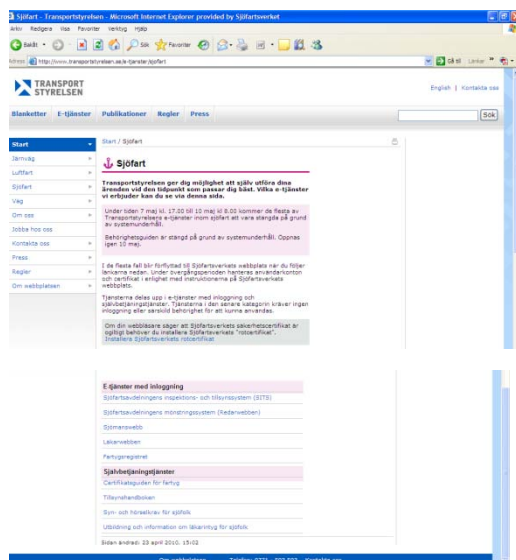 Sjöfart - Transportstyrelsen - Microsoft Internet Explorer provided by Sjöfartsverket
Arkiv Redigera Visa Favoriter Verktyg Hjälp
Bakåt Sök Favoriter
Adress http://www.transportstyrelsen.se/e-tjanster/sjofart Gå till Länkar
TRANSPORT
STYRELSEN
English | Kontakta oss
Blanketter E-tjänster Publikationer Regler Press Sök
Start
Järnväg
Luftfart
Sjöfart
Väg
Om oss
Jobba hos oss
Kontakta oss
Press
Regler
Om webbplatsen
Start / Sjöfart
Sjöfart
Transportstyrelsen ger dig möjlighet att själv utföra dina
ärenden vid den tidpunkt som passar dig bäst. Vilka e-tjänster
vi erbjuder kan du se via denna sida.
Under tiden 7 maj kl. 17.00 till 10 maj kl 8.00 kommer de flesta av
Transportstyrelsens e-tjänster inom sjöfart att vara stängda på grund
av systemunderhåll.
Behörighetsguiden är stängd på grund av systemunderhåll. Öppnas
igen 10 maj.
I de flesta fall blir förflyttad till Sjöfartsverkets webbplats när du följer
länkarna nedan. Under övergångsperioden hanteras användarkonton
och certifikat i enlighet med instruktionerna på Sjöfartsverkets
webbplats.
Tjänsterna delas upp i e-tjänster med inloggning och
självbetjäningstjänster. Tjänsterna i den senare kategorin kräver ingen
inloggning eller särskild behörighet för att kunna användas.
Om din webbläsare säger att Sjöfartsverkets säkerhetscertifikat är
ogiltigt behöver du installera Sjöfartsverkets "rotcertifikat".
Installera Sjöfartsverkets rotcertifikat
E-tjänster med inloggning
Sjöfartsavdelningens inspektions- och tillsynssystem (SITS)
Sjöfartsavdelningens mönstringssystem (Redarwebben)
Sjömanswebb
Läkarwebben
Fartygsregistret
Självbetjäningstjänster
Certifikatguiden för fartyg
Tillsynshandboken
Syn- och hörselkrav för sjöfolk
Utbildning och information om läkarintyg för sjöfolk
Sidan ändrad: 23 april 2010, 15:02
Om webbplatsen Telefon: 0771 - 503 503 Kontakta oss